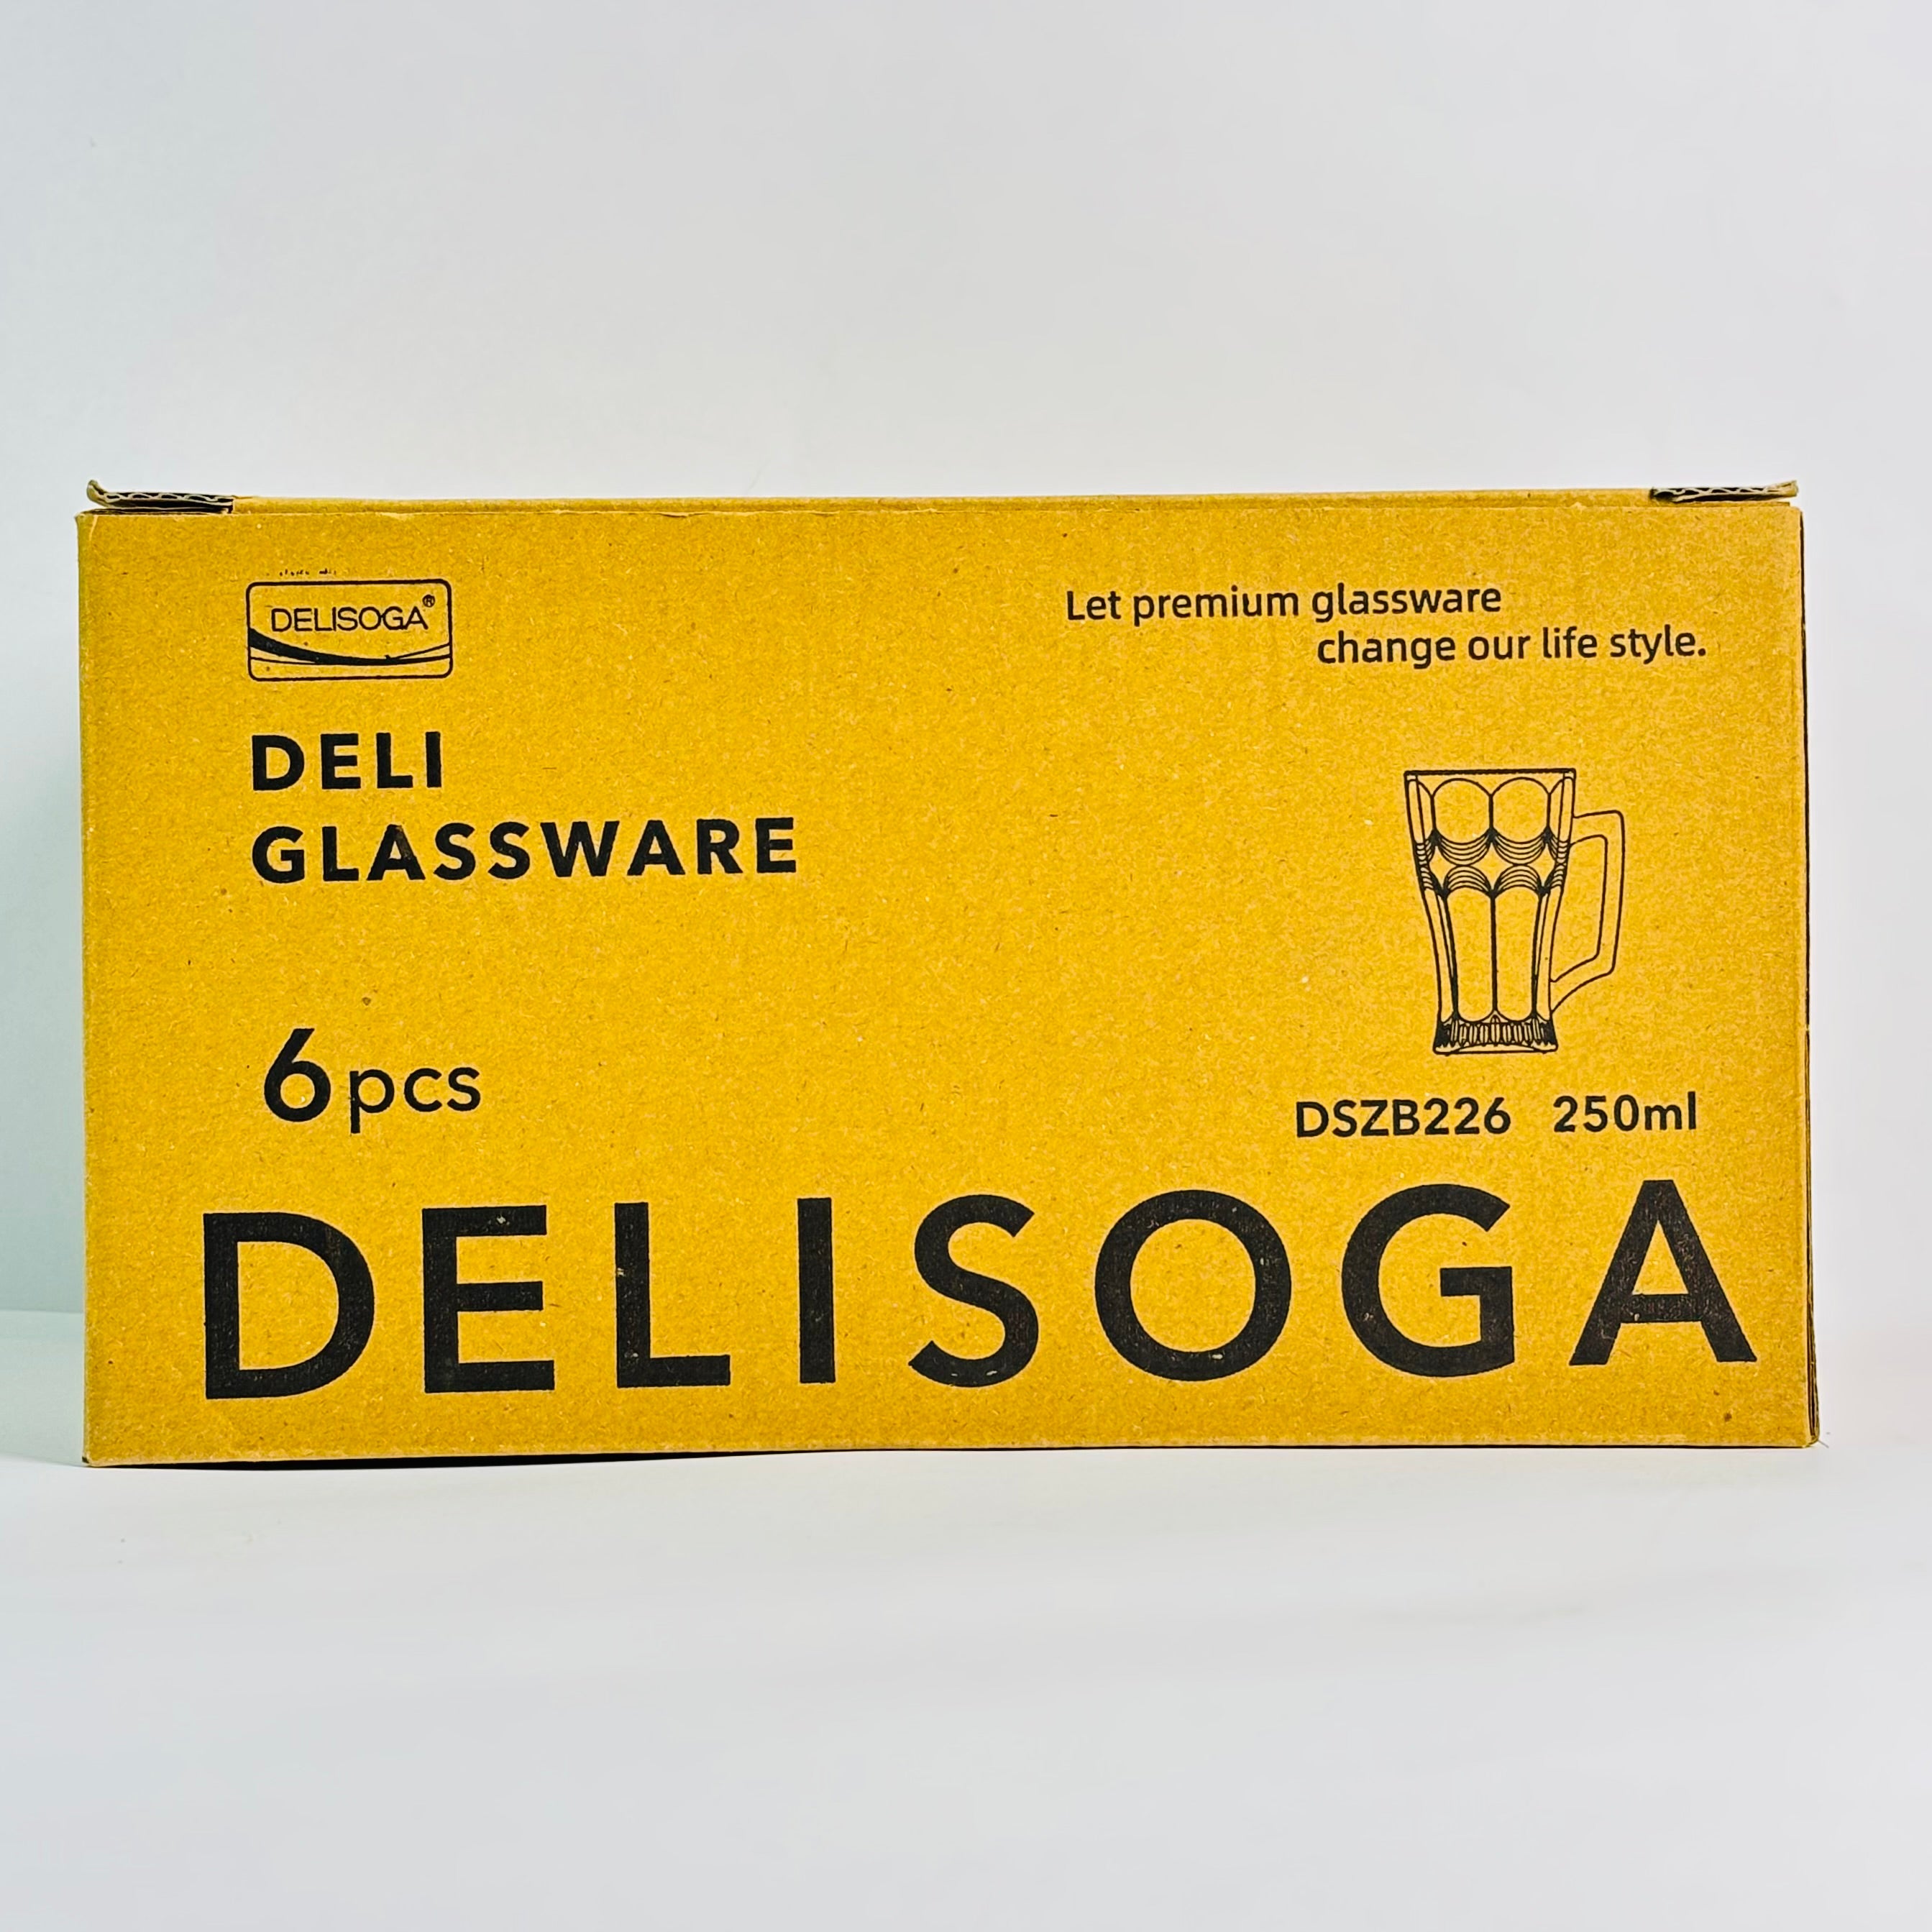 DELISOGA®
Let premium glassware
change our life style.
DELI
GLASSWARE
6pcs
DSZB226 250ml
DELISOGA